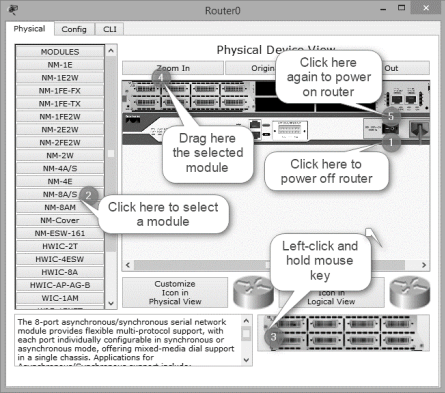 Router0
Physical Config CLI
MODULES
NM-1E
NM-1E2W
NM-1FE-FX
NM-1FE-TX
NM-1FE2W
NM-2E2W
NM-2FE2W
NM-2W
NM-4A/S
NM-4E
NM-8A/S
NM-8AM
NM-Cover
NM-ESW-161
HWIC-2T
HWIC-4ESW
HWIC-8A
HWIC-AP-AG-B
WIC-1AM
Physical Device View
Zoom In
Origin
Out
Click here
again to power
on router
4
5
Drag here
the selected
module
1
Click here to
power off router
2
Click here to select
a module
Left-click and
hold mouse
key
Customize
Icon in
Physical View
Icon in
Logical View
3
The 8-port asynchronous/synchronous serial network
module provides flexible multi-protocol support, with
each port individually configurable in synchronous or
asynchronous mode, offering mixed-media dial support
in a single chassis. Applications for